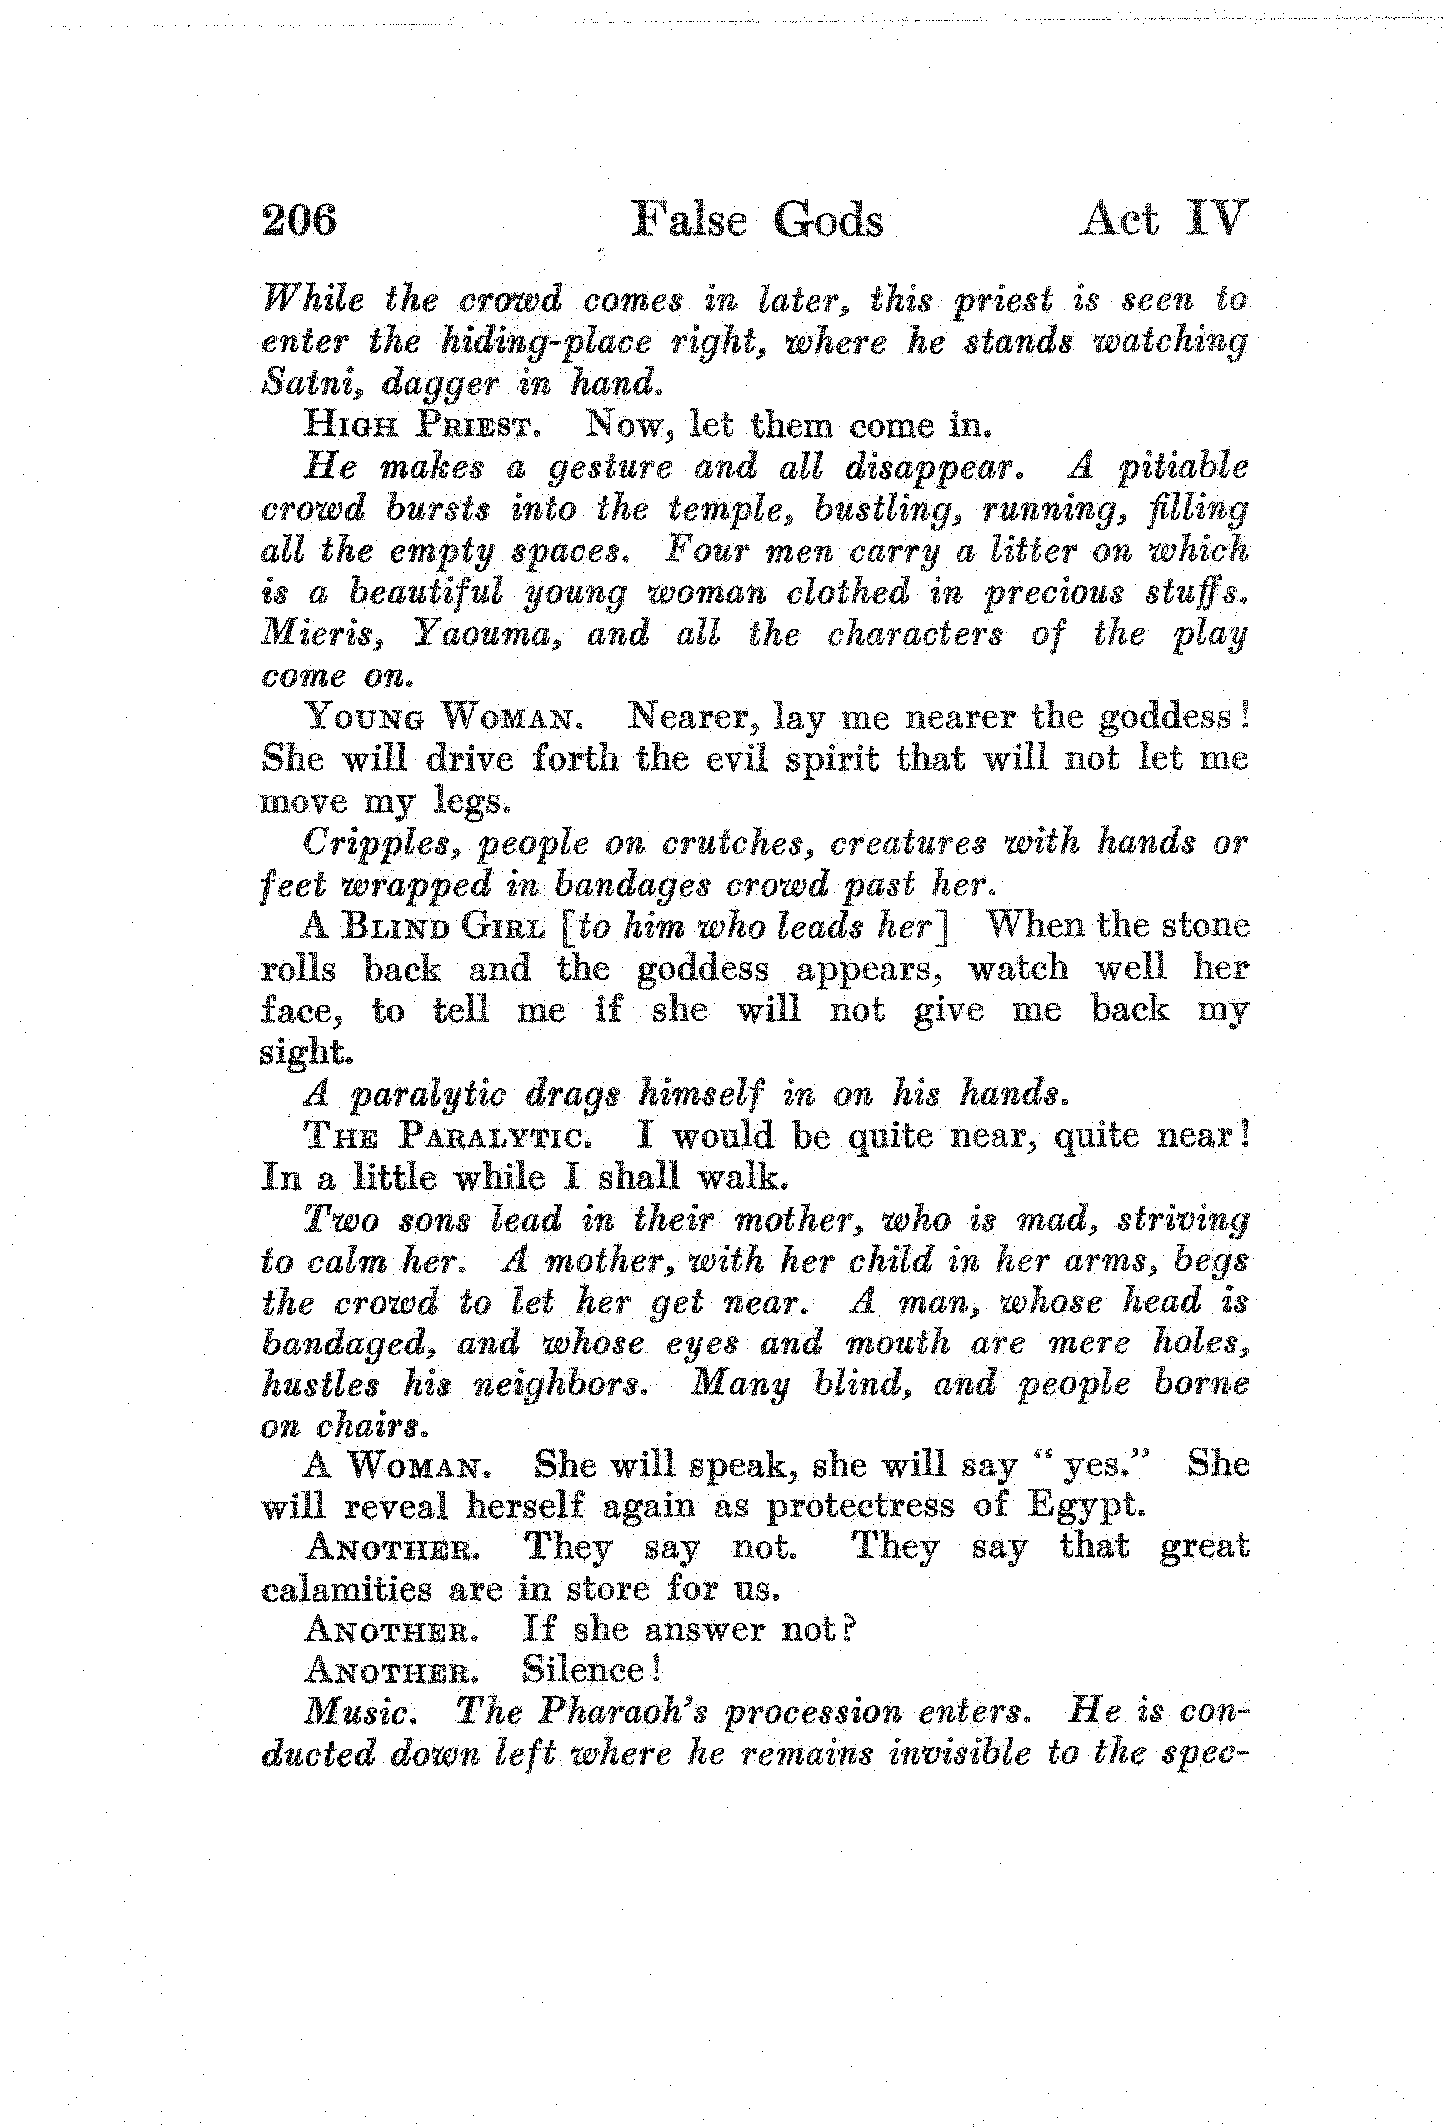 206 False Gods Act IV
While the crowd comes in later, this priest is seen to
enter the hiding-place right, where he stands watching
Satni, dagger in hand.
HIGH PRIEST. Now, let them come in.
He makes a gesture and all disappear. A pitiable
crowd bursts into the temple, bustling, running, filling
all the empty spaces. Four men carry a litter on which
is a beautiful young woman clothed in precious stuffs.
Mieris, Yaouma, and all the characters of the play
come on.
YOUNG WOMAN. Nearer, lay me nearer the goddess!
She will drive forth the evil spirit that will not let me
move my legs.
Cripples, people on crutches, creatures with hands or
feet wrapped in bandages crowd past her.
A BLIND GIRL [to him who leads her] When the stone
rolls back and the goddess appears, watch well her
face, to tell me if she will not give me back my
sight.
A paralytic drags himself in on his hands.
THE PARALYTIC. I would be quite near, quite near!
In a little while I shall walk.
Two sons lead in their mother, who is mad, striving
to calm her. A mother, with her child in her arms, begs
the crowd to let her get near. A man, whose head is
bandaged, and whose eyes and mouth are mere holes,
hustles his neighbors. Many blind, and people borne
on chairs.
A WOMAN. She will speak, she will say "yes." She
will reveal herself again as protectress of Egypt.
ANOTHER. They say not. They say that great
calamities are in store for us.
ANOTHER. If she answer not?
ANOTHER. Silence!
Music. The Pharaoh's procession enters. He is con-
ducted down left where he remains invisible to the spec-